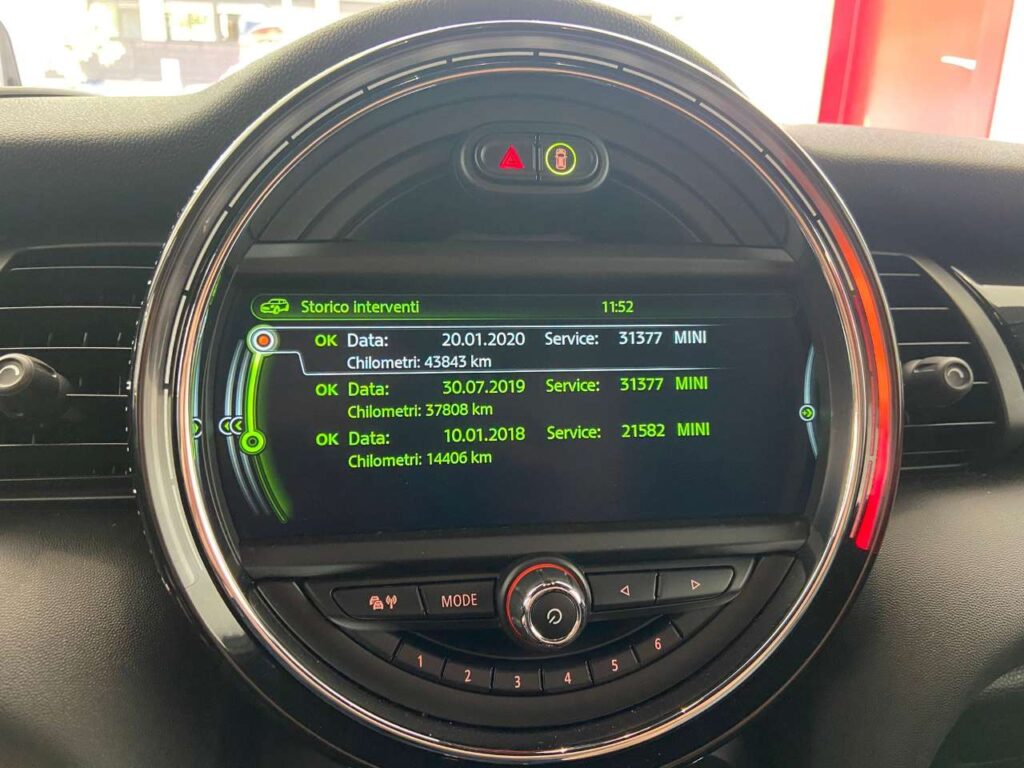 Storico interventi 11:52
OK Data: 20.01.2020 Service: 31377 MINI
Chilometri: 43843 km
OK Data: 30.07.2019 Service: 31377 MINI
Chilometri: 37808 km
OK Data: 10.01.2018 Service: 21582 MINI
Chilometri: 14406 km
MODE
1 2 3 4 5 6